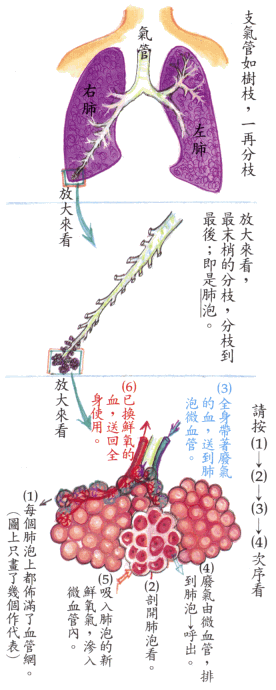 支氣管如樹枝，一再分枝
氣管
右肺
左肺
放大來看
放大來看，
最末梢的分枝，分枝到
最後；即是肺泡。
放大來看
請按(1)→(2)→(3)→(4)次序看
(3)全身帶著廢氣
的血，送到肺
泡微血管。
(6)已換鮮氧的
血，送回全
身使用。
(4)廢氣由微血管，排
到肺泡→呼出。
(2)剖開肺泡看。
(5)吸入肺泡的新
鮮氧氣，滲入
微血管內。
(1)每個肺泡上都佈滿了血管網。
（圖上只畫了幾個作代表）